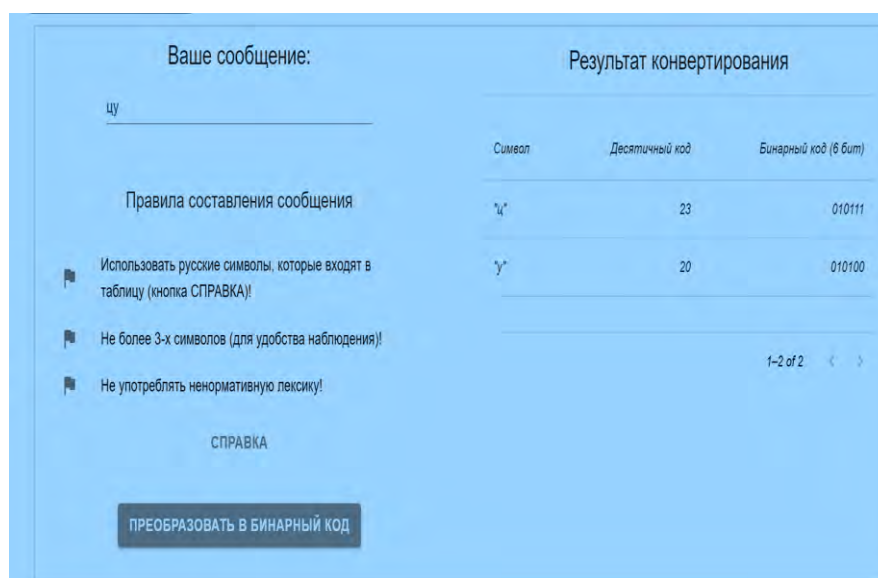 Ваше сообщение:
цу
Правила составления сообщения
Использовать русские символы, которые входят в
таблицу (кнопка СПРАВКА)!
Не более 3-х символов (для удобства наблюдения)!
Не употреблять ненормативную лексику!
СПРАВКА
ПРЕОБРАЗОВАТЬ В БИНАРНЫЙ КОД
Результат конвертирования
Символ Десятичный код Бинарный код (6 бит)
"ц" 23 010111
"у" 20 010100
1–2 of 2